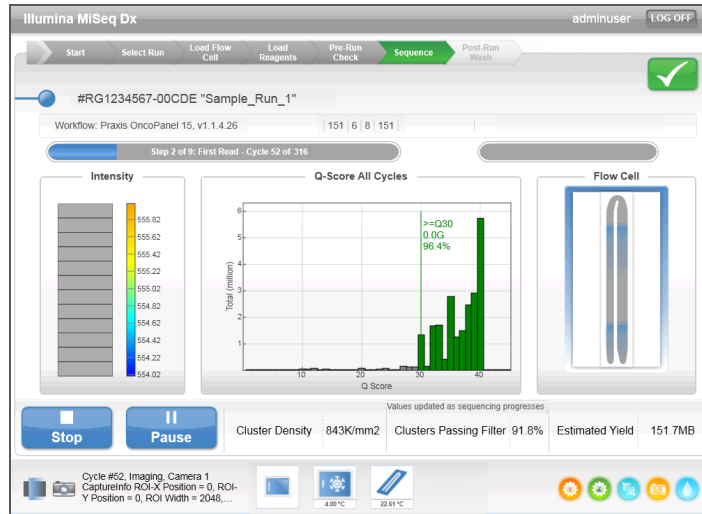 Illumina MiSeq Dx
adminuser
LOG OFF
Start
Select Run
Load Flow
Cell
Load
Reagents
Pre-Run
Check
Sequence
Post-Run
Wash
#RG1234567-00CDE "Sample_Run_1"
Workflow: Praxis OncoPanel 15, v1.1.4.26
151 | 6 | 8 | 151
Step 2 of 9: First Read - Cycle 52 of 316
Intensity
555.82
555.62
555.42
555.22
555.02
554.82
554.62
554.42
554.22
554.02
Q-Score All Cycles
Total (million)
6
5
4
3
2
1
>=Q30
0.0G
96.4%
10
20
30
40
Q Score
Flow Cell
Stop
Pause
Values updated as sequencing progresses
Cluster Density 843K/mm2
Clusters Passing Filter 91.8%
Estimated Yield 151.7MB
Cycle #52, Imaging, Camera 1
CaptureInfo ROI-X Position = 0, ROI-
Y Position = 0, ROI Width = 2048,...
4.00 °C
22.61 °C